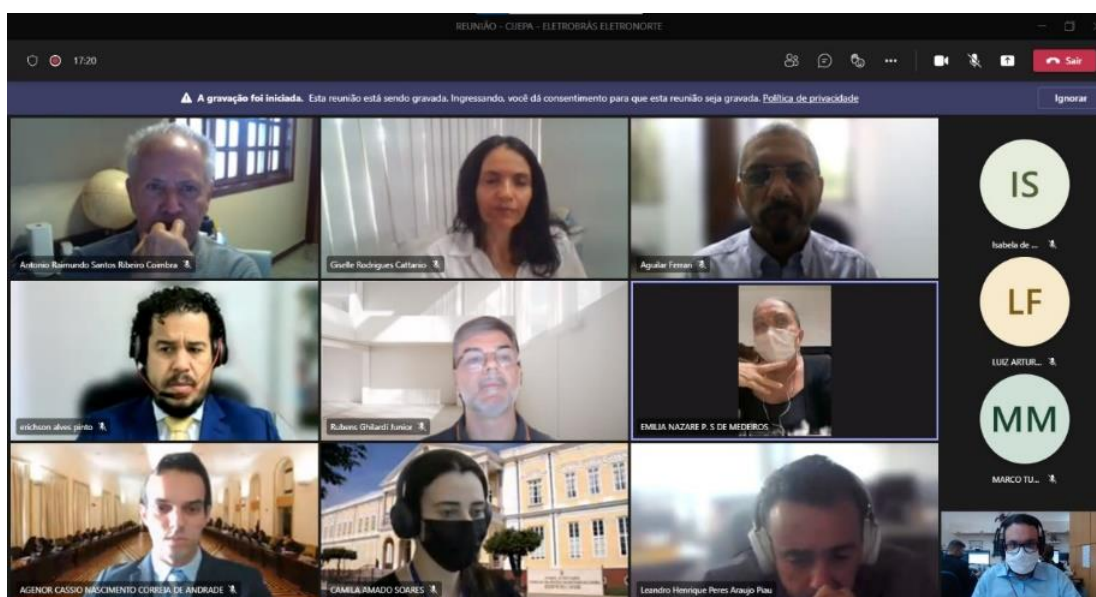 REUNIÃO - CIJEPA - ELETROBRÁS ELETRONORTE
17:20
Sair
A gravação foi iniciada. Esta reunião está sendo gravada. Ingressando, você dá consentimento para que esta reunião seja gravada. Política de privacidade
Ignorar
Antonio Raimundo Santos Ribeiro Coimbra
Giselle Rodrigues Cattanio
Aguilar Ferrari
IS
Isabela de ...
LF
LUIZ ARTUR...
erichson alves pinto
Rubens Ghilardi Junior
EMILIA NAZARE P. S DE MEDEIROS
MM
MARCO TU...
AGENOR CASSIO NASCIMENTO CORREIA DE ANDRADE
CAMILA AMADO SOARES
Leandro Henrique Peres Araujo Piau